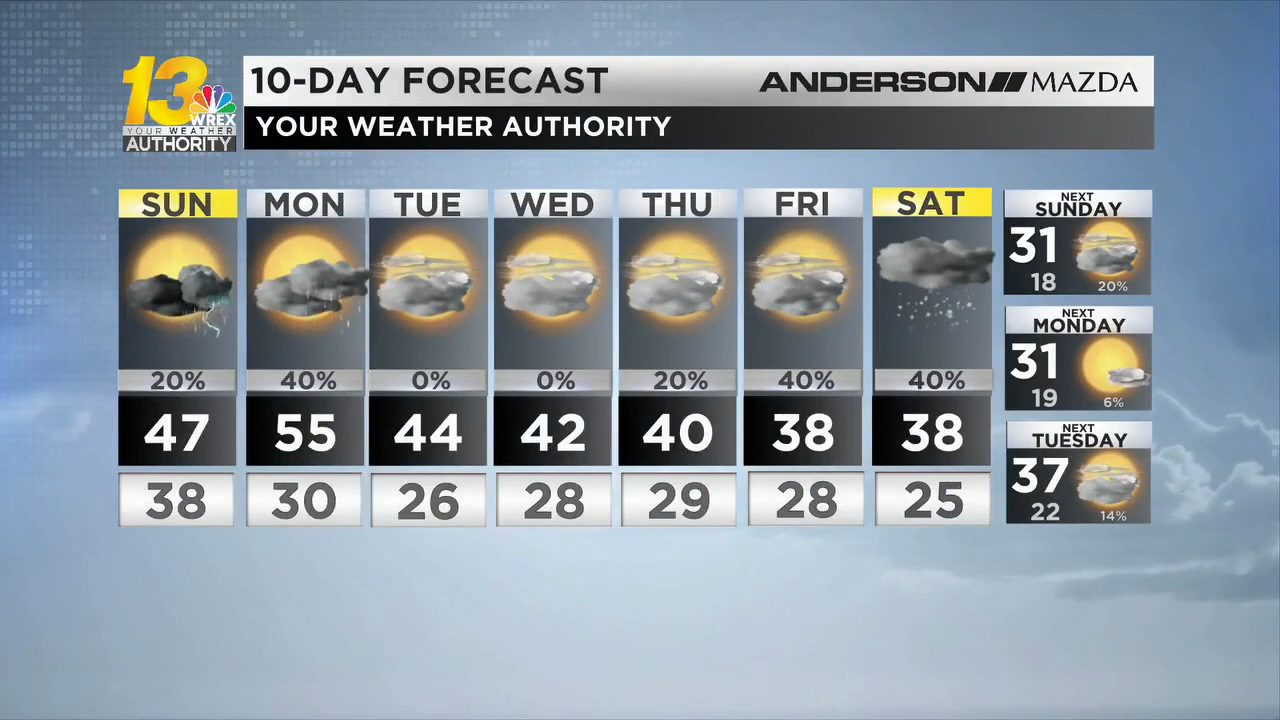 13
WREX
YOUR WEATHER
AUTHORITY
10-DAY FORECAST
ANDERSON MAZDA
YOUR WEATHER AUTHORITY
SUN MON TUE WED THU FRI SAT
20% 40% 0% 0% 20% 40% 40%
47 55 44 42 40 38 38
38 30 26 28 29 28 25
NEXT
SUNDAY
31
18 20%
NEXT
MONDAY
31
19 6%
NEXT
TUESDAY
37
22 14%